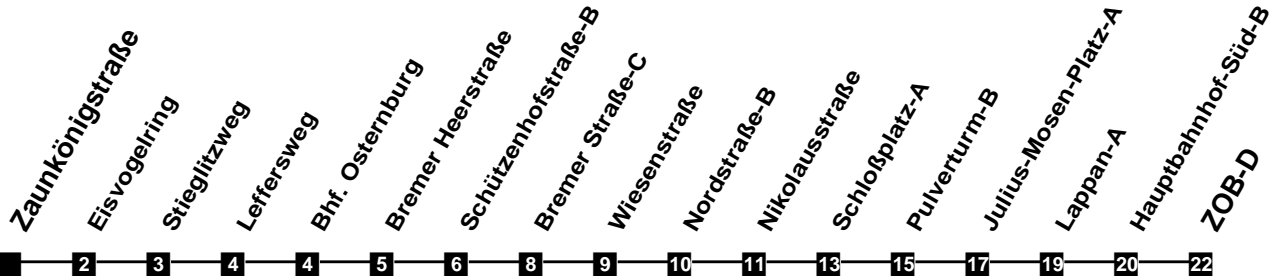 Zaunkönigstraße
Eisvogelring
Stieglitzweg
Leffersweg
Bhf. Osternburg
Bremer Heerstraße
Schützenhofstraße-B
Bremer Straße-C
Wiesenstraße
Nordstraße-B
Nikolausstraße
Schloßplatz-A
Pulverturm-B
Julius-Mosen-Platz-A
Lappan-A
Hauptbahnhof-Süd-B
ZOB-D
2 3 4 4 5 6 8 9 10 11 13 15 17 19 20 22